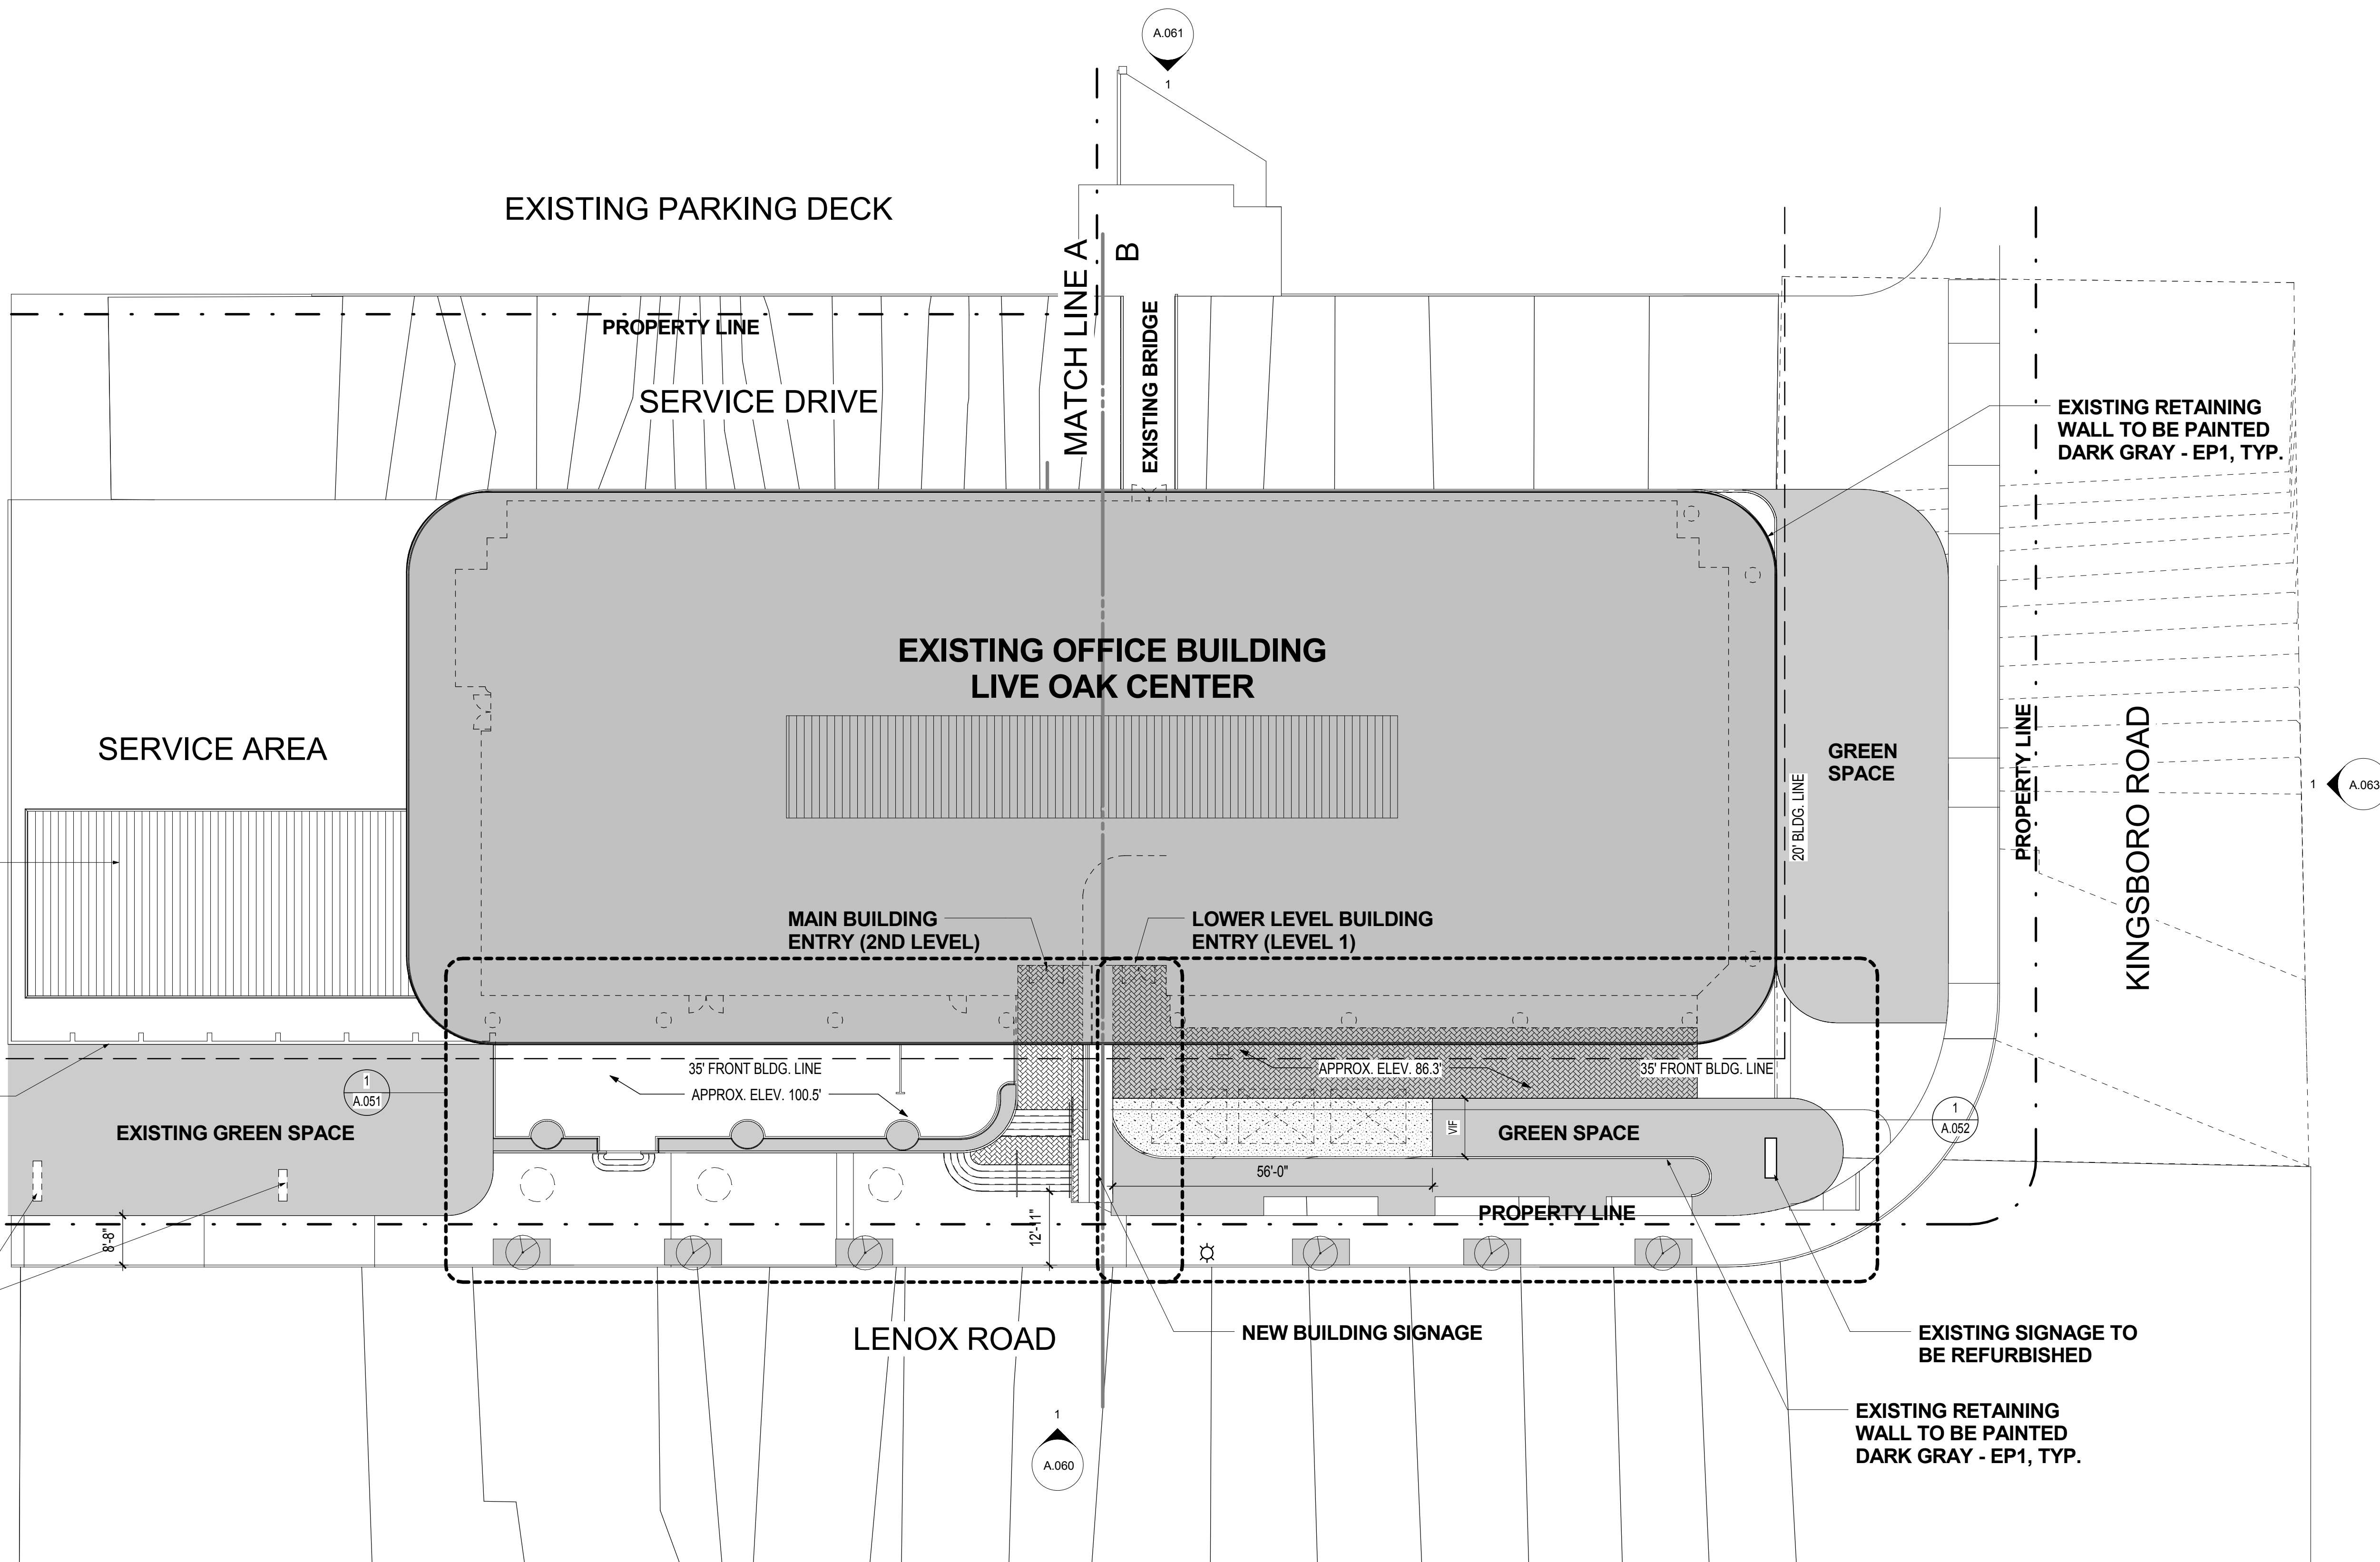 A.061
1
EXISTING PARKING DECK
MATCH LINE A
B
EXISTING BRIDGE
PROPERTY LINE
SERVICE DRIVE
EXISTING RETAINING
WALL TO BE PAINTED
DARK GRAY - EP1, TYP.
EXISTING OFFICE BUILDING
LIVE OAK CENTER
SERVICE AREA
GREEN
SPACE
20' BLDG. LINE
PROPERTY LINE
KINGSBORO ROAD
1
A.063
MAIN BUILDING
ENTRY (2ND LEVEL)
LOWER LEVEL BUILDING
ENTRY (LEVEL 1)
35' FRONT BLDG. LINE
APPROX. ELEV. 100.5'
APPROX. ELEV. 86.3'
35' FRONT BLDG. LINE
1
A.051
1
A.052
EXISTING GREEN SPACE
VIF
GREEN SPACE
56'-0"
PROPERTY LINE
8'-8"
12'-11"
LENOX ROAD
NEW BUILDING SIGNAGE
EXISTING SIGNAGE TO
BE REFURBISHED
EXISTING RETAINING
WALL TO BE PAINTED
DARK GRAY - EP1, TYP.
1
A.060